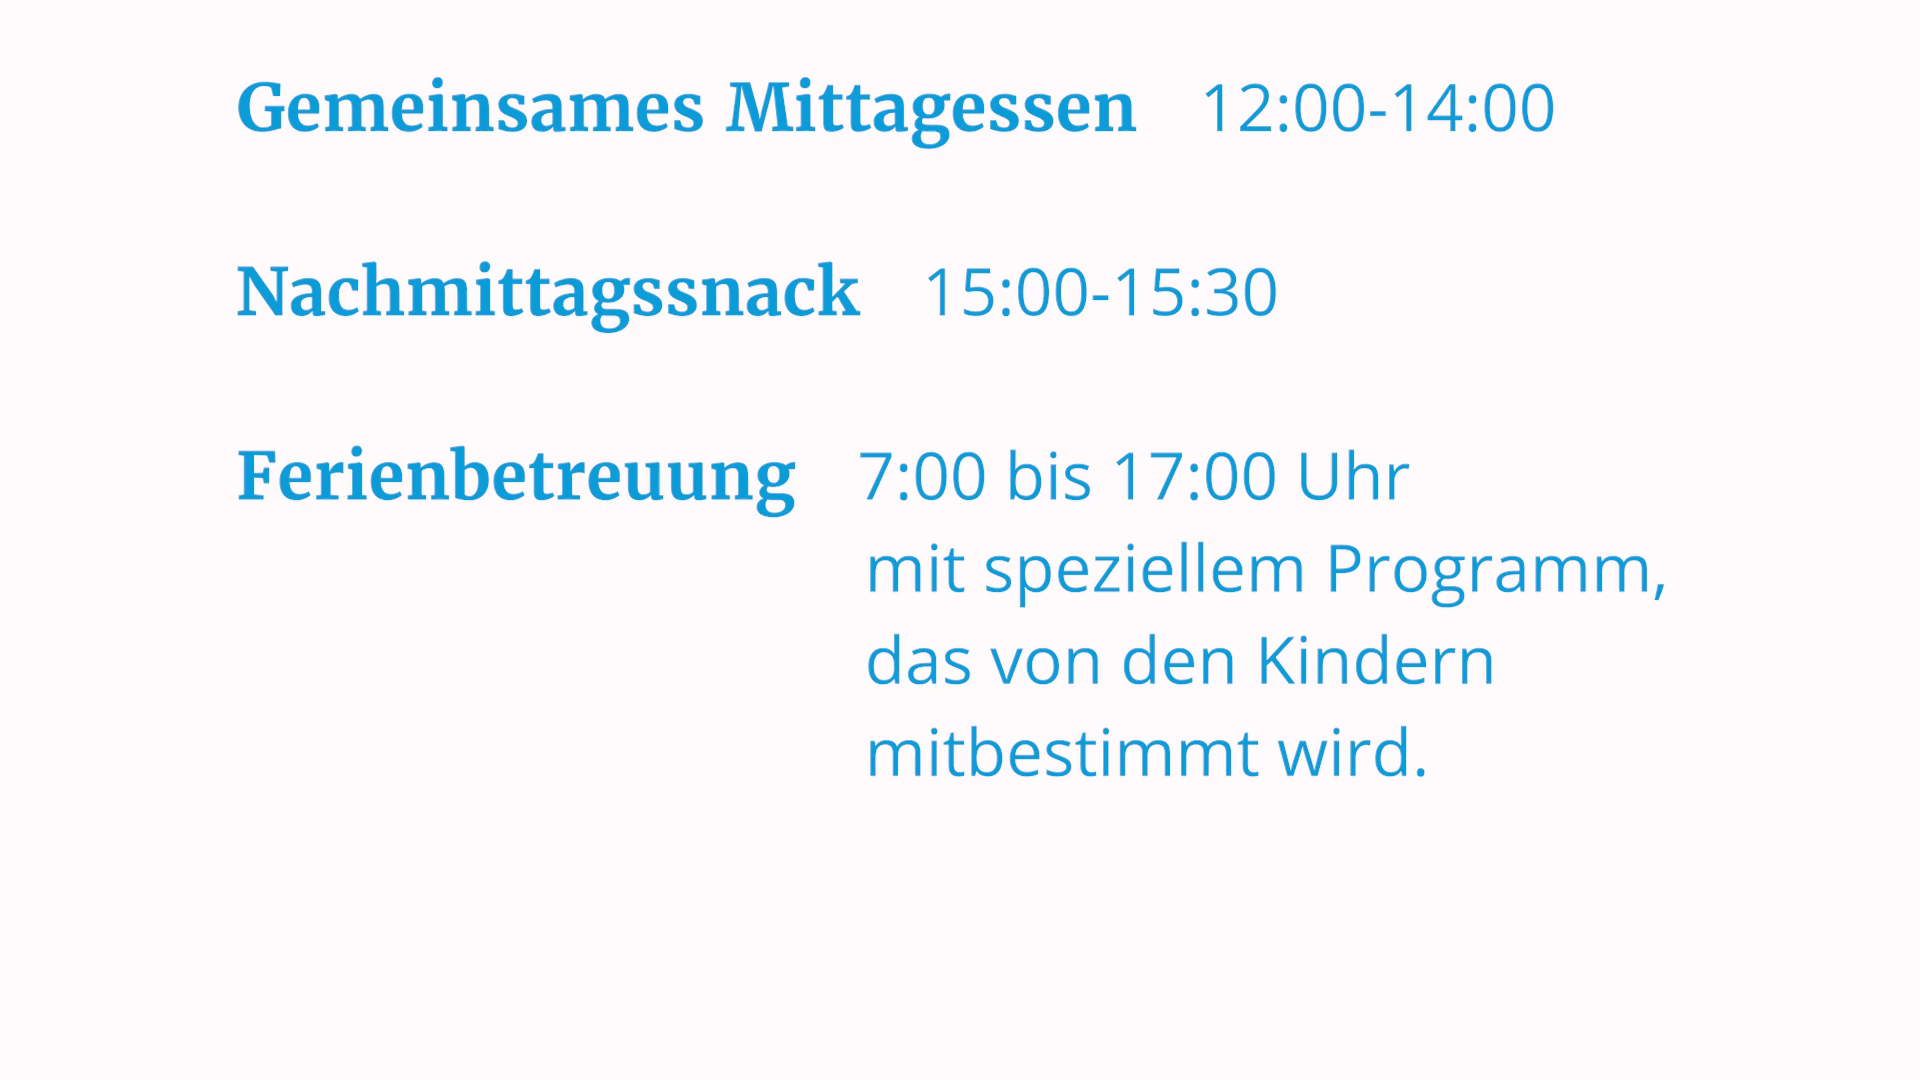 Gemeinsames Mittagessen 12:00-14:00
Nachmittagssnack 15:00-15:30
Ferienbetreuung 7:00 bis 17:00 Uhr
mit speziellem Programm,
das von den Kindern
mitbestimmt wird.